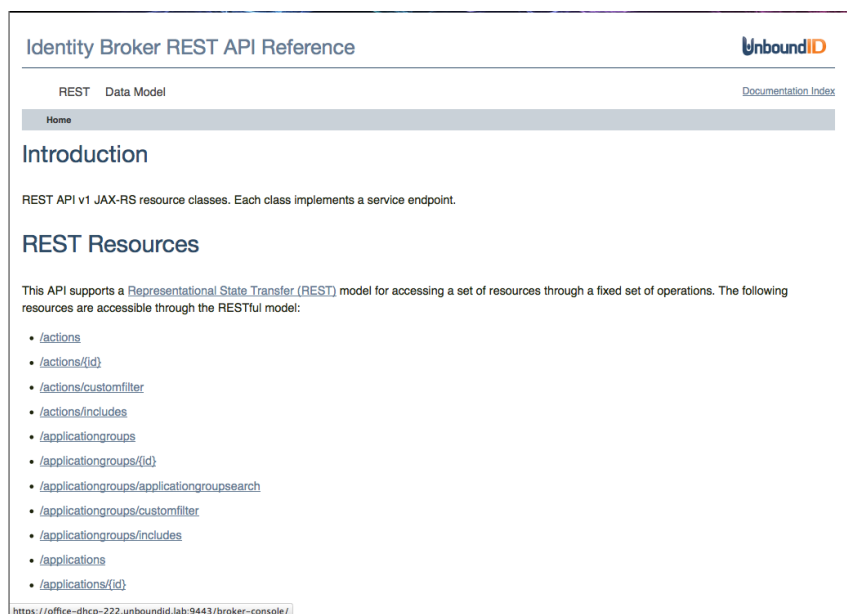 Identity Broker REST API Reference
UnboundID
REST Data Model
Documentation Index
Home
Introduction
REST API v1 JAX-RS resource classes. Each class implements a service endpoint.
REST Resources
This API supports a Representational State Transfer (REST) model for accessing a set of resources through a fixed set of operations. The following
resources are accessible through the RESTful model:
• /actions
• /actions/{id}
• /actions/customfilter
• /actions/includes
• /applicationgroups
• /applicationgroups/{id}
• /applicationgroups/applicationgroupsearch
• /applicationgroups/customfilter
• /applicationgroups/includes
• /applications
• /applications/{id}
https://office-dhcp-222.unboundid.lab:9443/broker-console/